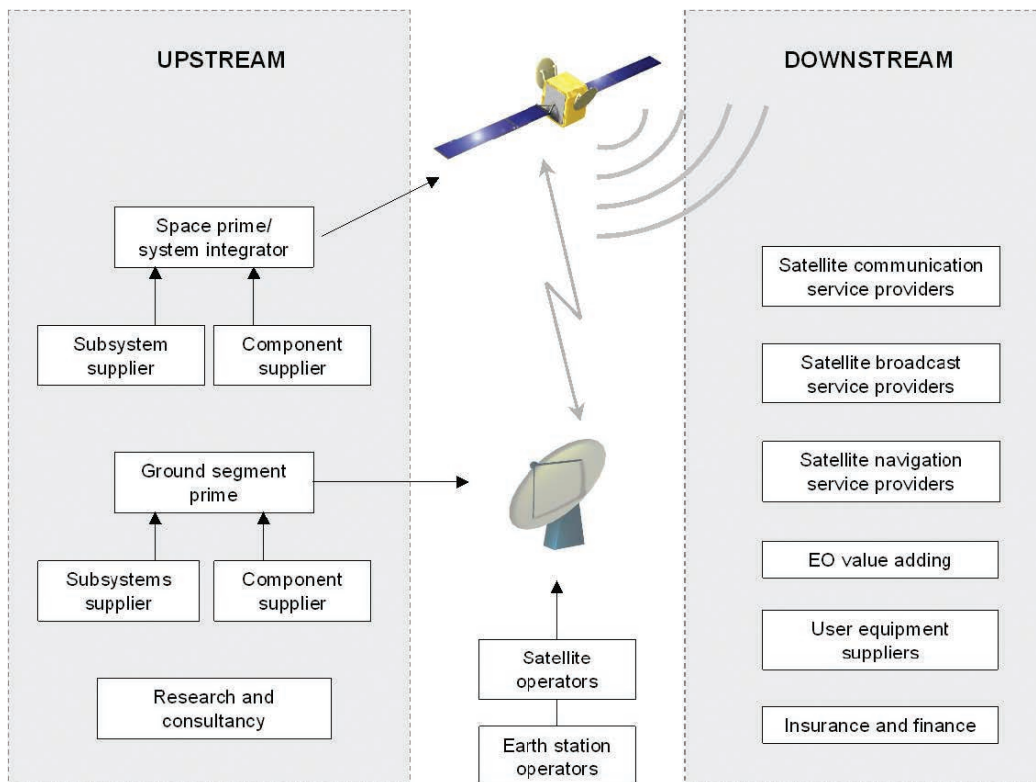 UPSTREAM
Space prime/
system integrator
Subsystem
supplier
Component
supplier
Ground segment
prime
Subsystems
supplier
Component
supplier
Research and
consultancy
Satellite
operators
Earth station
operators
DOWNSTREAM
Satellite communication
service providers
Satellite broadcast
service providers
Satellite navigation
service providers
EO value adding
User equipment
suppliers
Insurance and finance